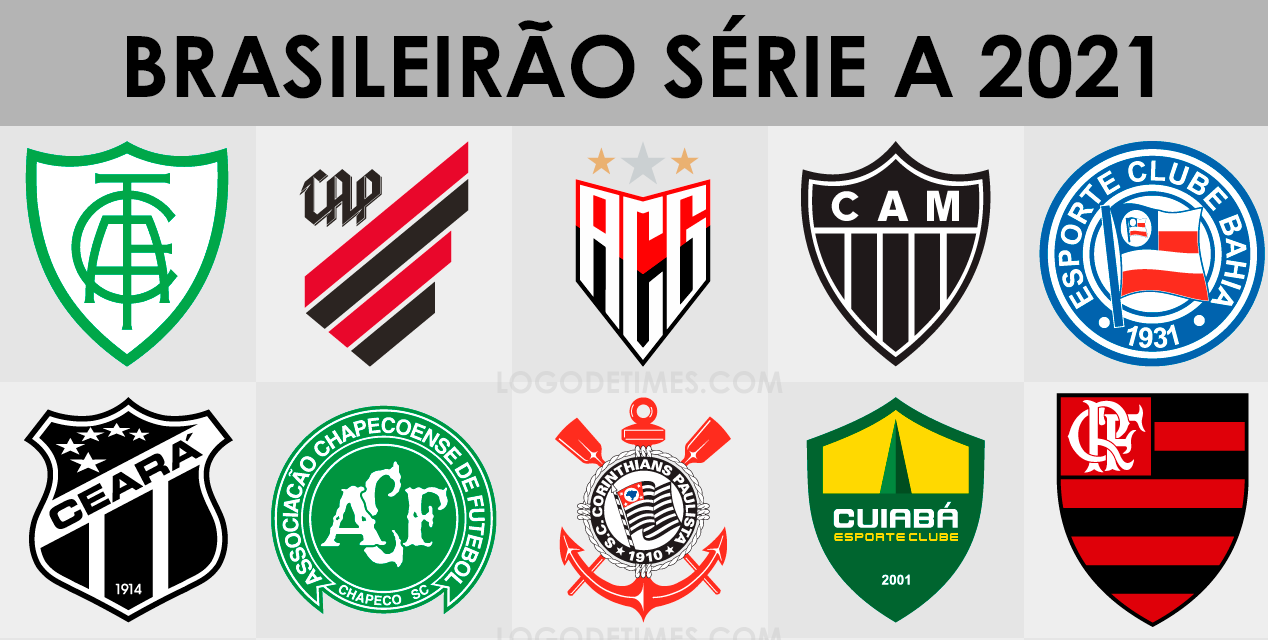 BRASILEIRÃO SÉRIE A 2021
CAP
ACG
CAM
ESPORTE CLUBE BAHIA
1931
LOGODETIMES.COM
CEARÁ
1914
ASSOCIAÇÃO CHAPECOENSE DE FUTEBOL
ACF
CHAPECO SC
S.C. CORINTHIANS PAULISTA
1910
CUIABÁ
ESPORTE CLUBE
2001
CRF
LOGODETIMES.COM